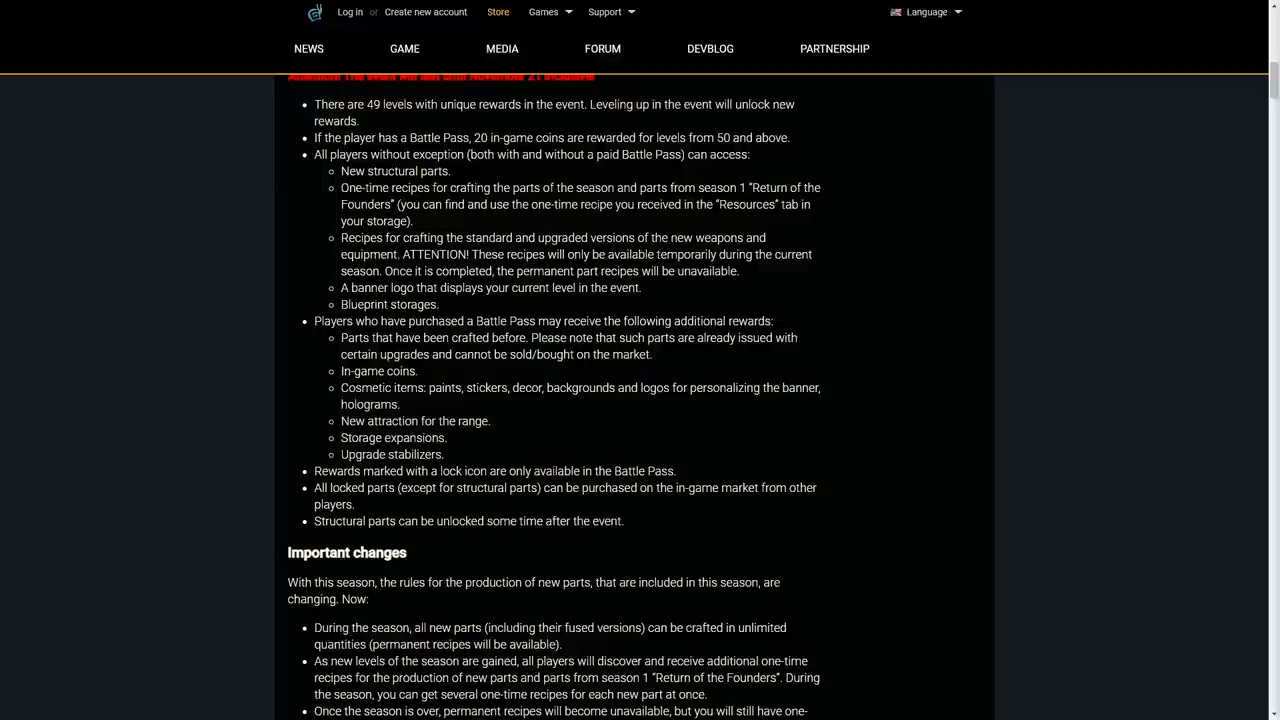 Log in or Create new account Store Games Support Language
NEWS GAME MEDIA FORUM DEVBLOG PARTNERSHIP
Attention! The event will last until November 21 inclusive!
There are 49 levels with unique rewards in the event. Leveling up in the event will unlock new
rewards.
If the player has a Battle Pass, 20 in-game coins are rewarded for levels from 50 and above.
All players without exception (both with and without a paid Battle Pass) can access:
New structural parts.
One-time recipes for crafting the parts of the season and parts from season 1 “Return of the
Founders” (you can find and use the one-time recipe you received in the “Resources” tab in
your storage).
Recipes for crafting the standard and upgraded versions of the new weapons and
equipment. ATTENTION! These recipes will only be available temporarily during the current
season. Once it is completed, the permanent part recipes will be unavailable.
A banner logo that displays your current level in the event.
Blueprint storages.
Players who have purchased a Battle Pass may receive the following additional rewards:
Parts that have been crafted before. Please note that such parts are already issued with
certain upgrades and cannot be sold/bought on the market.
In-game coins.
Cosmetic items: paints, stickers, decor, backgrounds and logos for personalizing the banner,
holograms.
New attraction for the range.
Storage expansions.
Upgrade stabilizers.
Rewards marked with a lock icon are only available in the Battle Pass.
All locked parts (except for structural parts) can be purchased on the in-game market from other
players.
Structural parts can be unlocked some time after the event.
Important changes
With this season, the rules for the production of new parts, that are included in this season, are
changing. Now:
During the season, all new parts (including their fused versions) can be crafted in unlimited
quantities (permanent recipes will be available).
As new levels of the season are gained, all players will discover and receive additional one-time
recipes for the production of new parts and parts from season 1 “Return of the Founders”. During
the season, you can get several one-time recipes for each new part at once.
Once the season is over, permanent recipes will become unavailable, but you will still have one-